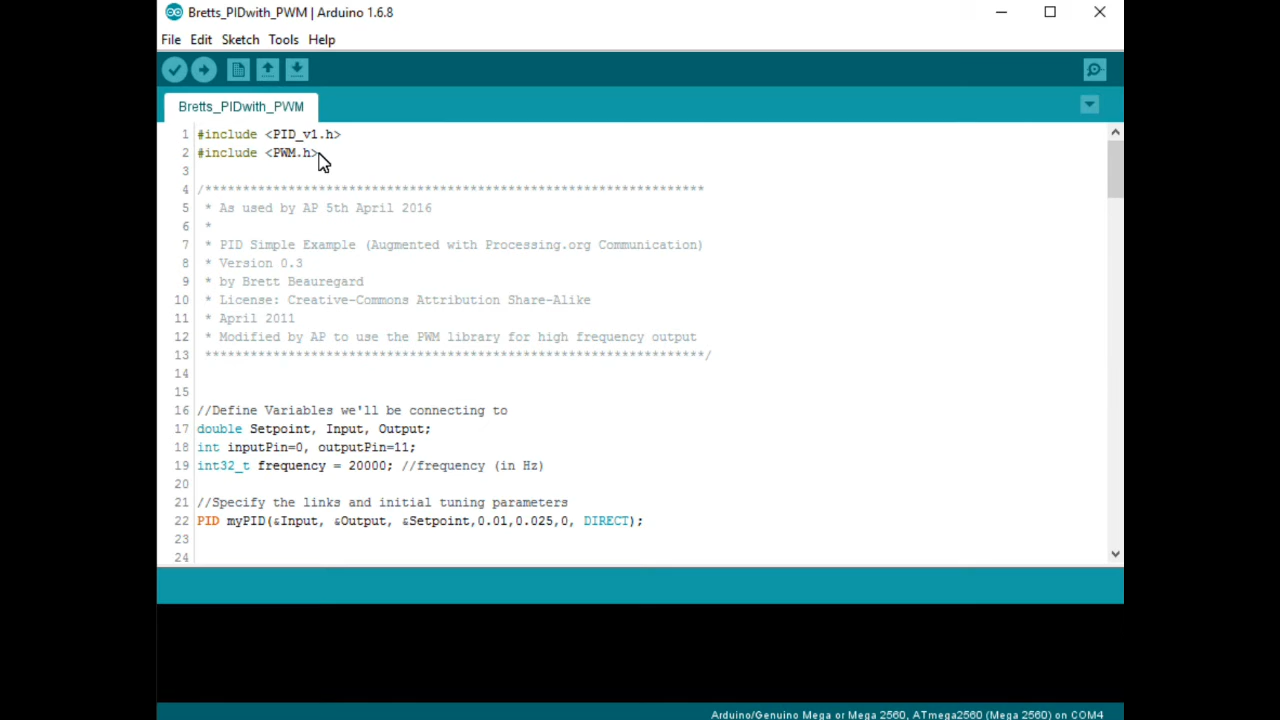 Bretts_PIDwith_PWM | Arduino 1.6.8
File Edit Sketch Tools Help
Bretts_PIDwith_PWM
1 #include <PID_v1.h>
2 #include <PWM.h>
3
4 /******************************************************************
5 * As used by AP 5th April 2016
6 *
7 * PID Simple Example (Augmented with Processing.org Communication)
8 * Version 0.3
9 * by Brett Beauregard
10 * License: Creative-Commons Attribution Share-Alike
11 * April 2011
12 * Modified by AP to use the PWM library for high frequency output
13 ******************************************************************/
14
15
16 //Define Variables we'll be connecting to
17 double Setpoint, Input, Output;
18 int inputPin=0, outputPin=11;
19 int32_t frequency = 20000; //frequency (in Hz)
20
21 //Specify the links and initial tuning parameters
22 PID myPID(&Input, &Output, &Setpoint,0.01,0.025,0, DIRECT);
23
24
Arduino/Genuino Mega or Mega 2560, ATmega2560 (Mega 2560) on COM4